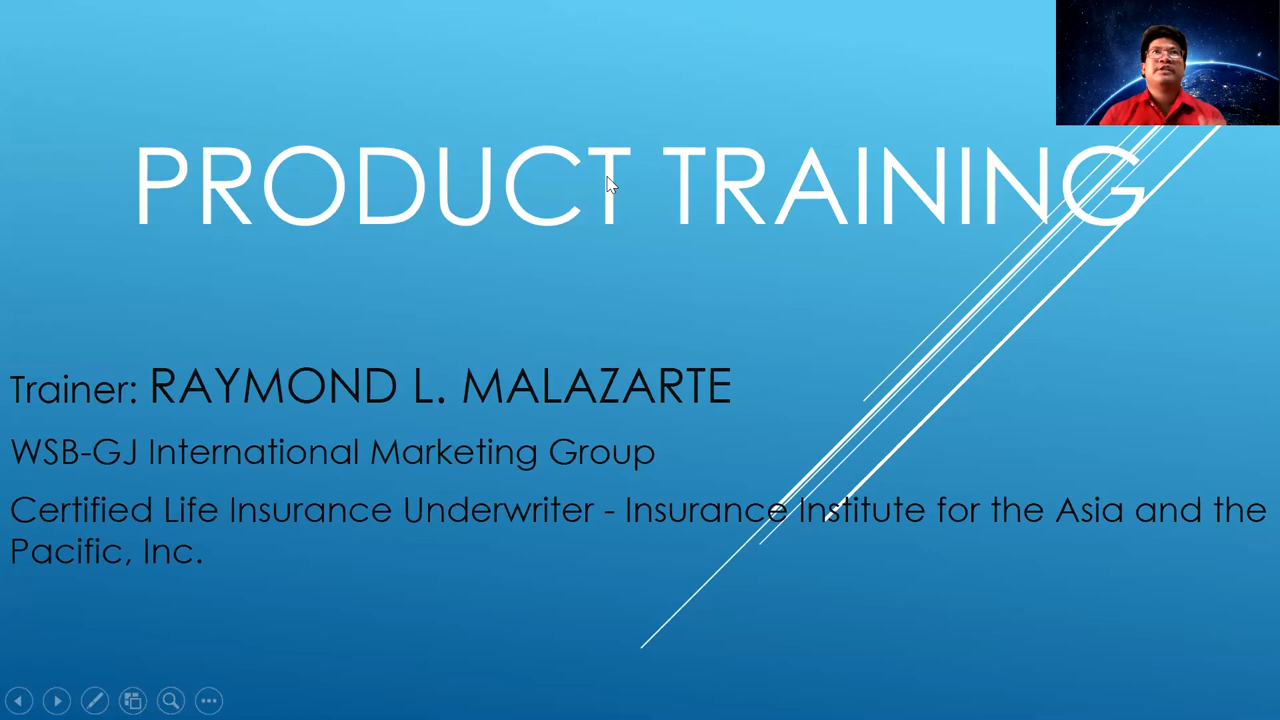 PRODUCT TRAINING
Trainer: RAYMOND L. MALAZARTE
WSB-GJ International Marketing Group
Certified Life Insurance Underwriter - Insurance Institute for the Asia and the
Pacific, Inc.